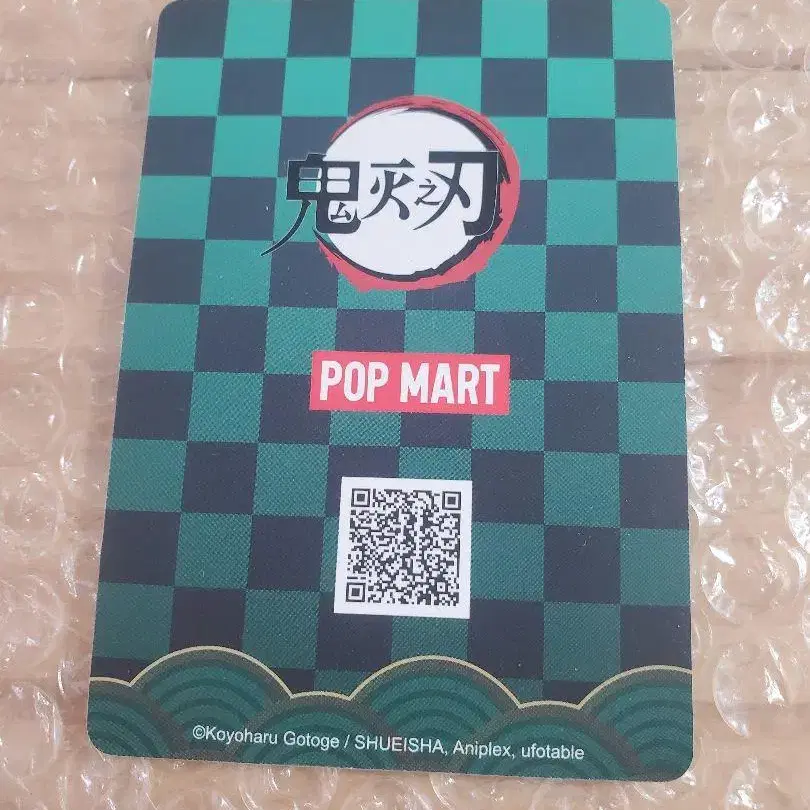 鬼灭之刃
POP MART
©Koyoharu Gotoge / SHUEISHA, Aniplex, ufotable